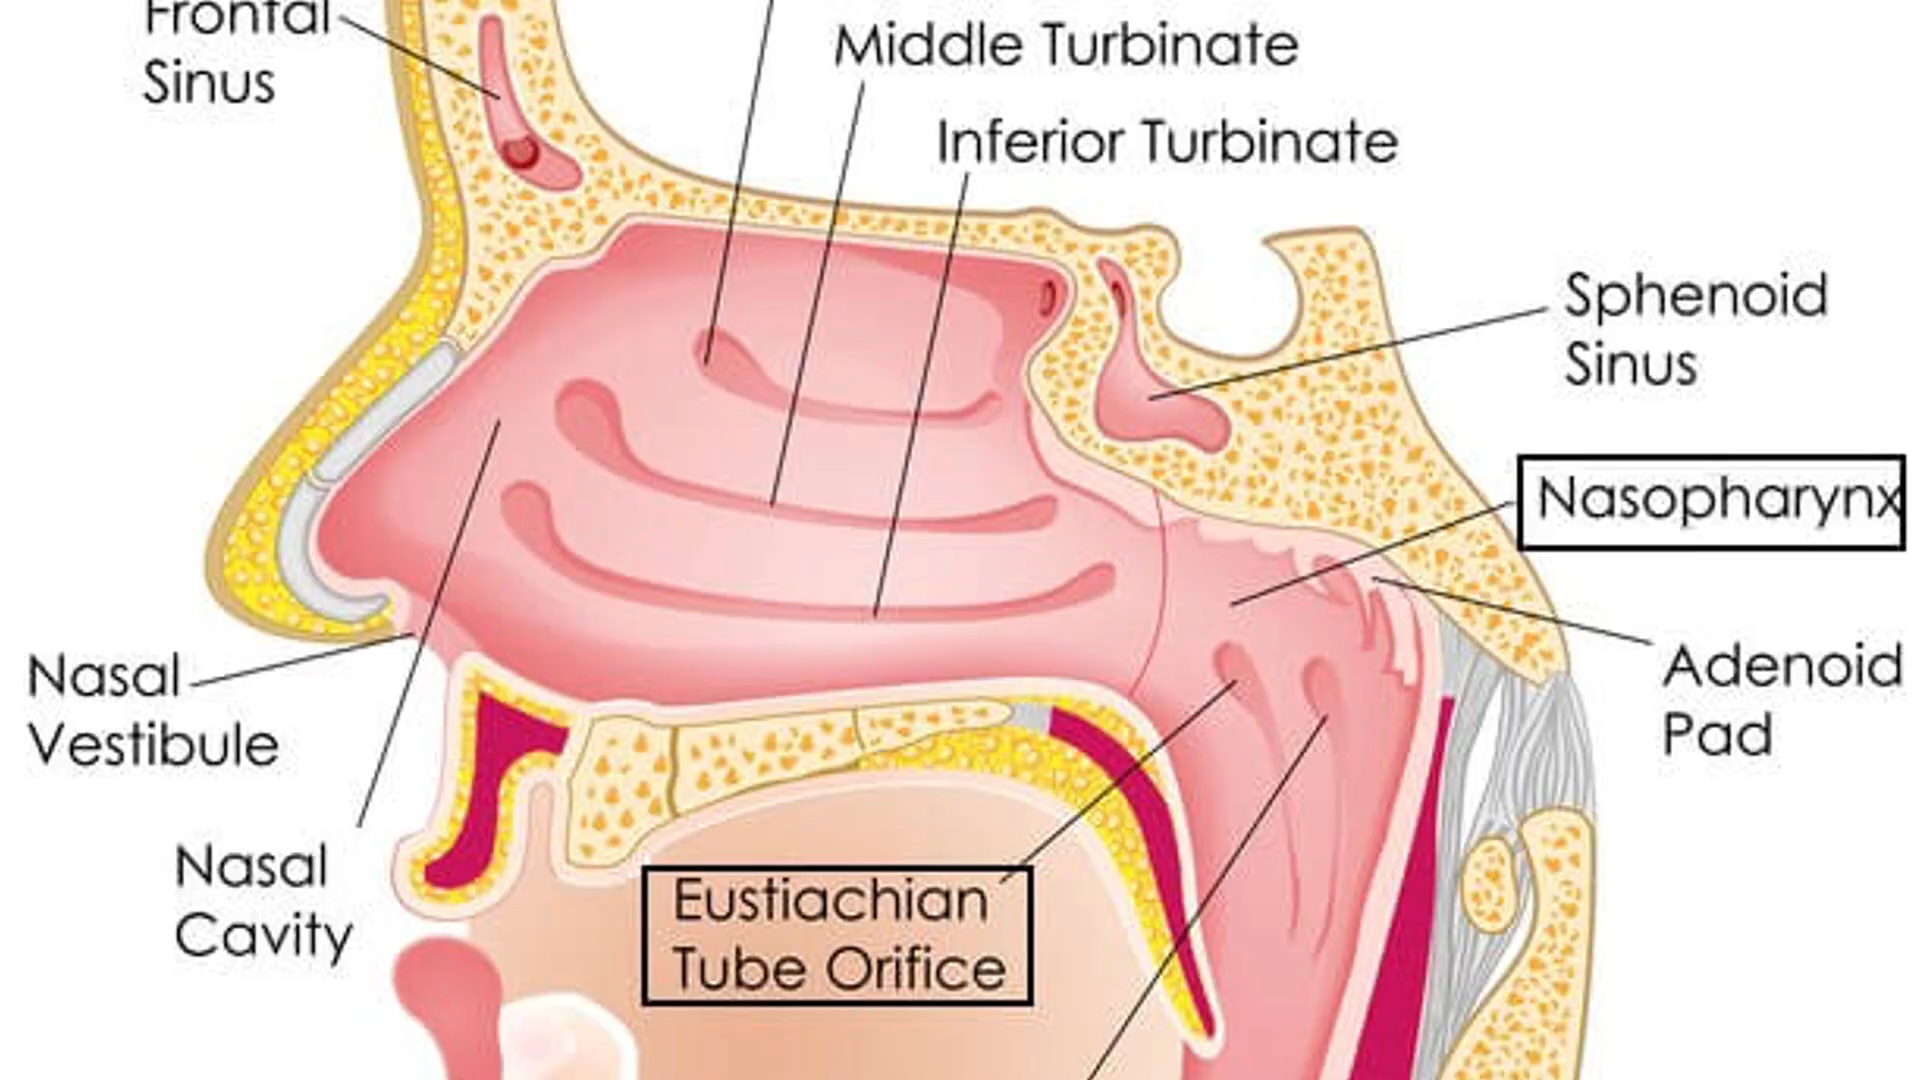 Frontal
Sinus
Middle Turbinate
Inferior Turbinate
Sphenoid
Sinus
Nasopharynx
Adenoid
Pad
Nasal
Vestibule
Nasal
Cavity
Eustiachian
Tube Orifice